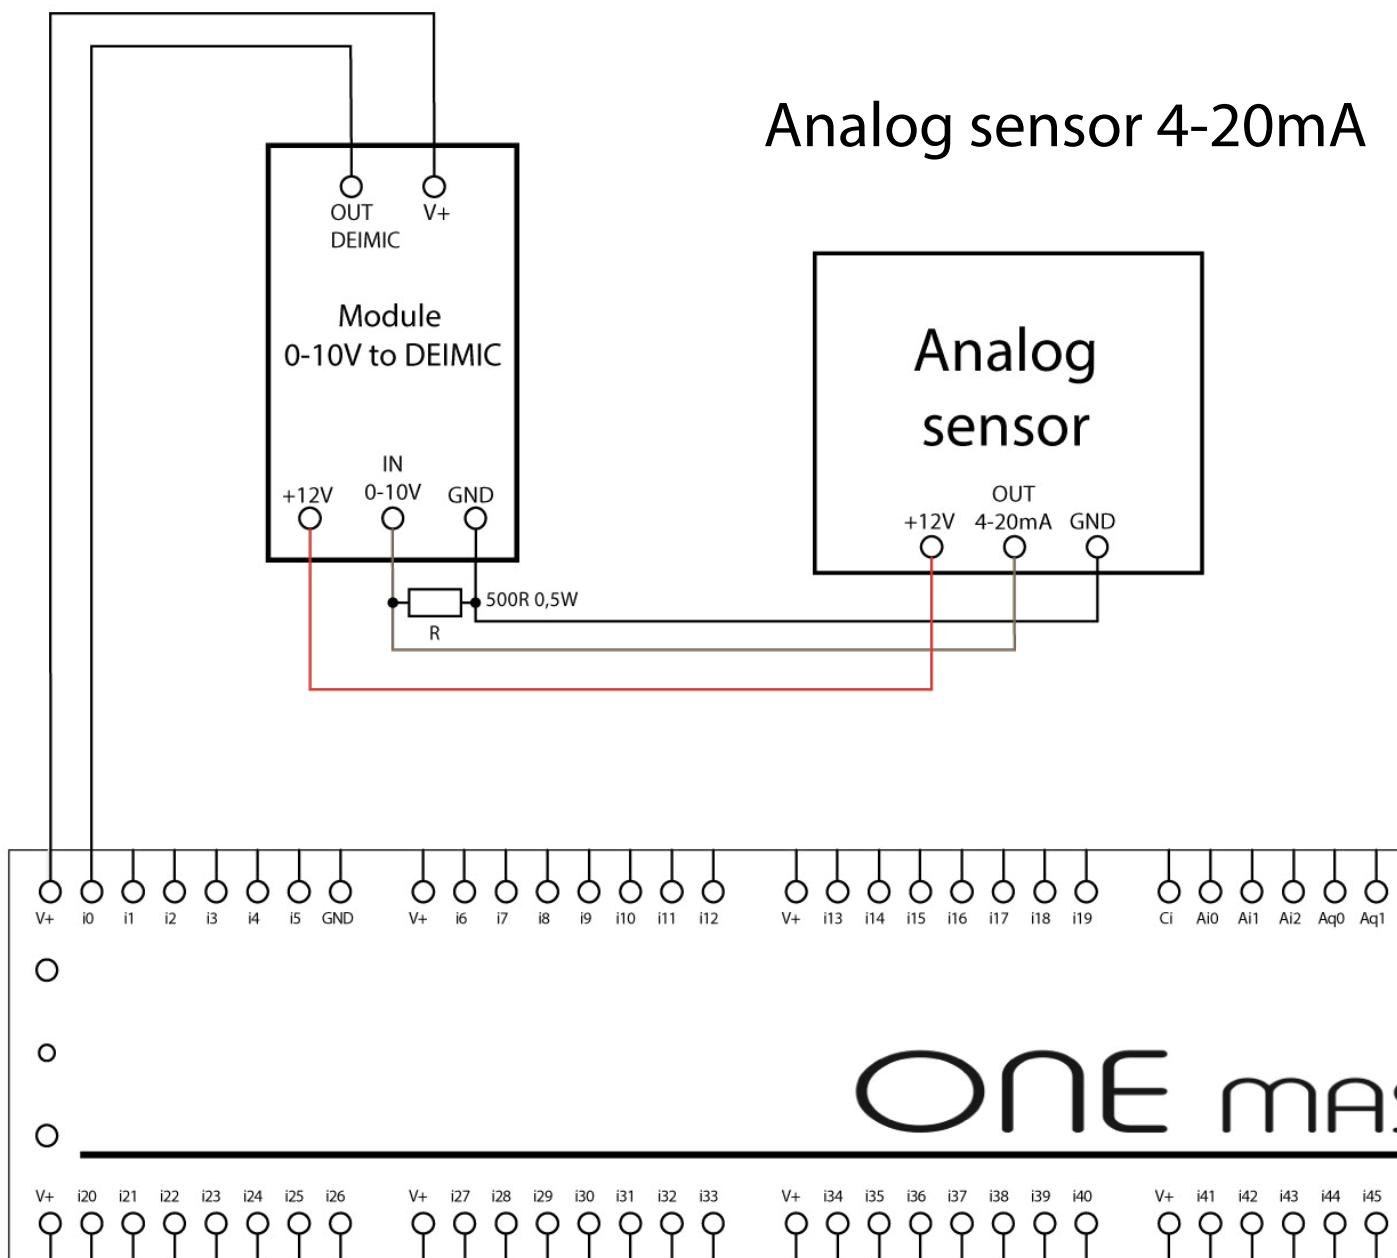 Analog sensor 4-20mA
OUT
DEIMIC
V+
Module
0-10V to DEIMIC
+12V
IN
0-10V
GND
500R 0,5W
R
Analog
sensor
+12V
OUT
4-20mA
GND
V+ i0 i1 i2 i3 i4 i5 GND V+ i6 i7 i8 i9 i10 i11 i12 V+ i13 i14 i15 i16 i17 i18 i19 Ci Ai0 Ai1 Ai2 Aq0 Aq1
ONE MAS
V+ i20 i21 i22 i23 i24 i25 i26 V+ i27 i28 i29 i30 i31 i32 i33 V+ i34 i35 i36 i37 i38 i39 i40 V+ i41 i42 i43 i44 i45